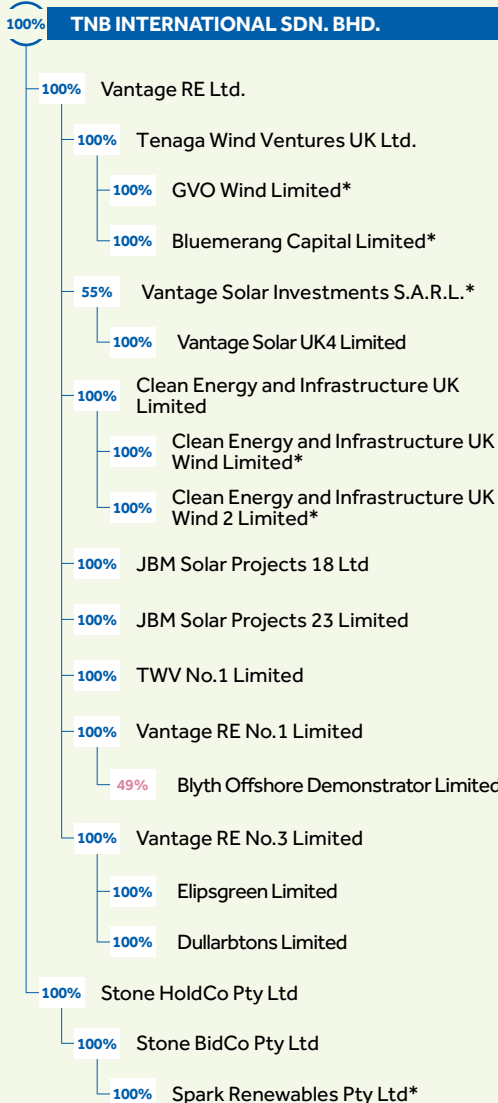 100% TNB INTERNATIONAL SDN. BHD.
100% Vantage RE Ltd.
100% Tenaga Wind Ventures UK Ltd.
100% GVO Wind Limited*
100% Bluemerang Capital Limited*
55% Vantage Solar Investments S.A.R.L.*
100% Vantage Solar UK4 Limited
100% Clean Energy and Infrastructure UK
Limited
100% Clean Energy and Infrastructure UK
Wind Limited*
100% Clean Energy and Infrastructure UK
Wind 2 Limited*
100% JBM Solar Projects 18 Ltd
100% JBM Solar Projects 23 Limited
100% TWV No.1 Limited
100% Vantage RE No.1 Limited
49% Blyth Offshore Demonstrator Limited
100% Vantage RE No.3 Limited
100% Elipsgreen Limited
100% Dullarbtons Limited
100% Stone HoldCo Pty Ltd
100% Stone BidCo Pty Ltd
100% Spark Renewables Pty Ltd*